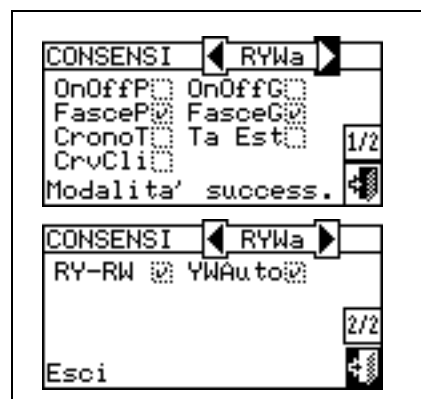 CONSENSI RYWa
OnOffP OnOffG
FasceP FasceG
CronoT Ta Est
CrvCli
1/2
Modalita' success.
CONSENSI RYWa
RY-RW YWAuto
2/2
Esci